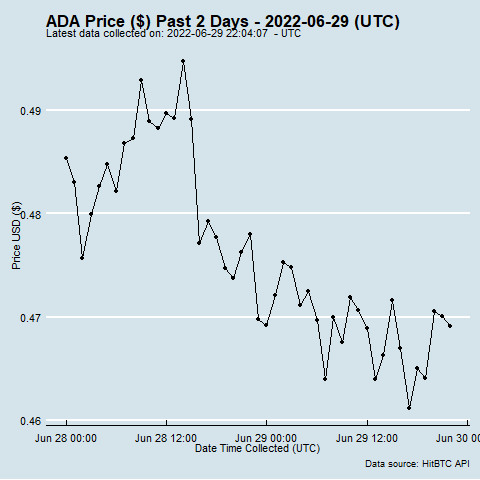 ADA Price ($) Past 2 Days - 2022-06-29 (UTC)
Latest data collected on: 2022-06-29 22:04:07 - UTC
0.49
0.48
0.47
0.46
Price USD ($)
Jun 28 00:00 Jun 28 12:00 Jun 29 00:00 Jun 29 12:00 Jun 30 0
Date Time Collected (UTC)
Data source: HitBTC API